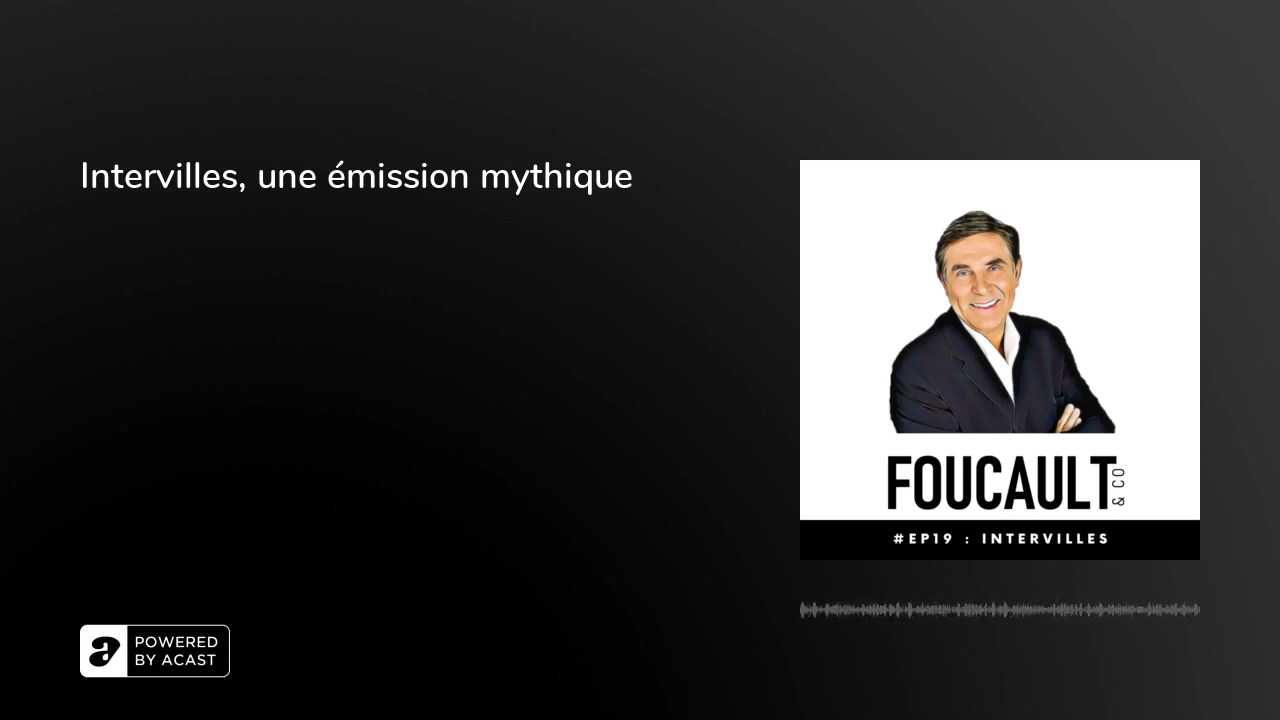 Intervilles, une émission mythique
FOUCAULT
& CO
#EP19 : INTERVILLES
a
POWERED
BY ACAST